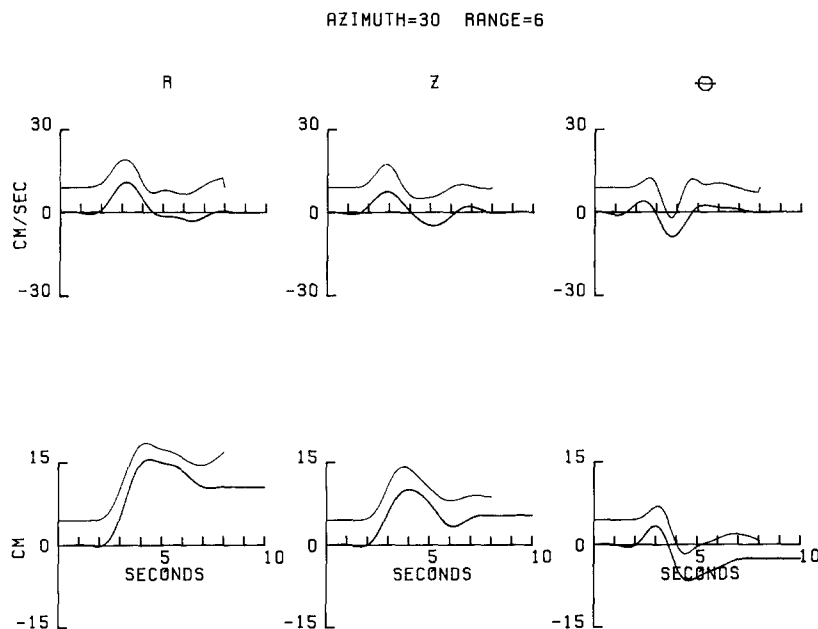 AZIMUTH=30 RANGE=6
R Z Θ
30 30 30
CM/SEC
0 0 0
-30 -30 -30
15 15 15
CM
0 0 0
5 10 5 10 5 10
SECONDS SECONDS SECONDS
-15 -15 -15